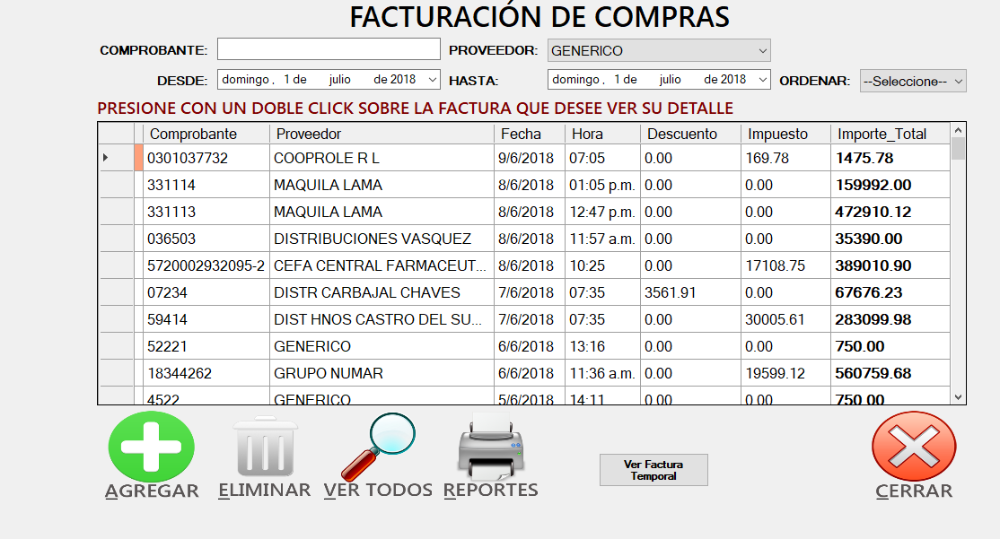 FACTURACIÓN DE COMPRAS
COMPROBANTE: PROVEEDOR: GENERICO
DESDE: domingo , 1 de julio de 2018 HASTA: domingo , 1 de julio de 2018 ORDENAR: --Seleccione--
PRESIONE CON UN DOBLE CLICK SOBRE LA FACTURA QUE DESEE VER SU DETALLE
Comprobante Proveedor Fecha Hora Descuento Impuesto Importe_Total
0301037732 COOPROLE R L 9/6/2018 07:05 0.00 169.78 1475.78
331114 MAQUILA LAMA 8/6/2018 01:05 p.m. 0.00 0.00 159992.00
331113 MAQUILA LAMA 8/6/2018 12:47 p.m. 0.00 0.00 472910.12
036503 DISTRIBUCIONES VASQUEZ 8/6/2018 11:57 a.m. 0.00 0.00 35390.00
5720002932095-2 CEFA CENTRAL FARMACEUT... 8/6/2018 10:25 0.00 17108.75 389010.90
07234 DISTR CARBAJAL CHAVES 7/6/2018 07:35 3561.91 0.00 67676.23
59414 DIST HNOS CASTRO DEL SU... 7/6/2018 07:35 0.00 30005.61 283099.98
52221 GENERICO 6/6/2018 13:16 0.00 0.00 750.00
18344262 GRUPO NUMAR 6/6/2018 11:36 a.m. 0.00 19599.12 560759.68
4522 GENERICO 5/6/2018 14:11 0.00 0.00 750.00
AGREGAR ELIMINAR VER TODOS REPORTES Ver Factura Temporal CERRAR